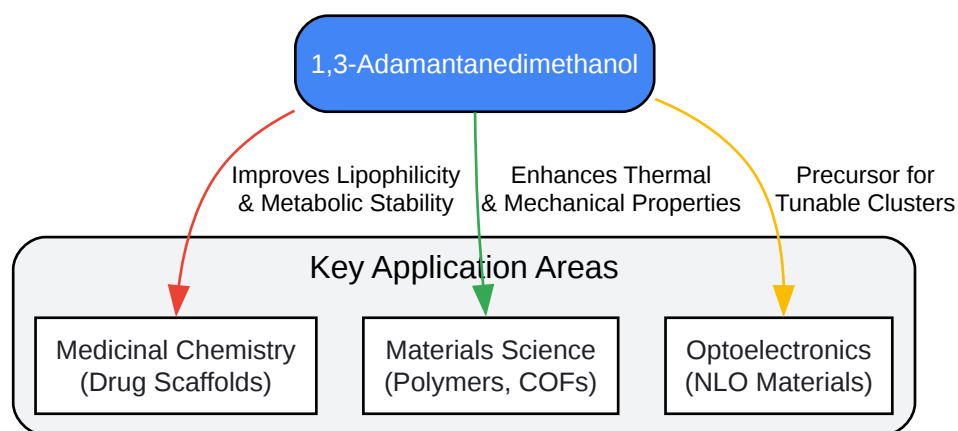 1,3-Adamantanedimethanol
Improves Lipophilicity
& Metabolic Stability
Enhances Thermal
& Mechanical Properties
Precursor for
Tunable Clusters
Key Application Areas
Medicinal Chemistry
(Drug Scaffolds)
Materials Science
(Polymers, COFs)
Optoelectronics
(NLO Materials)